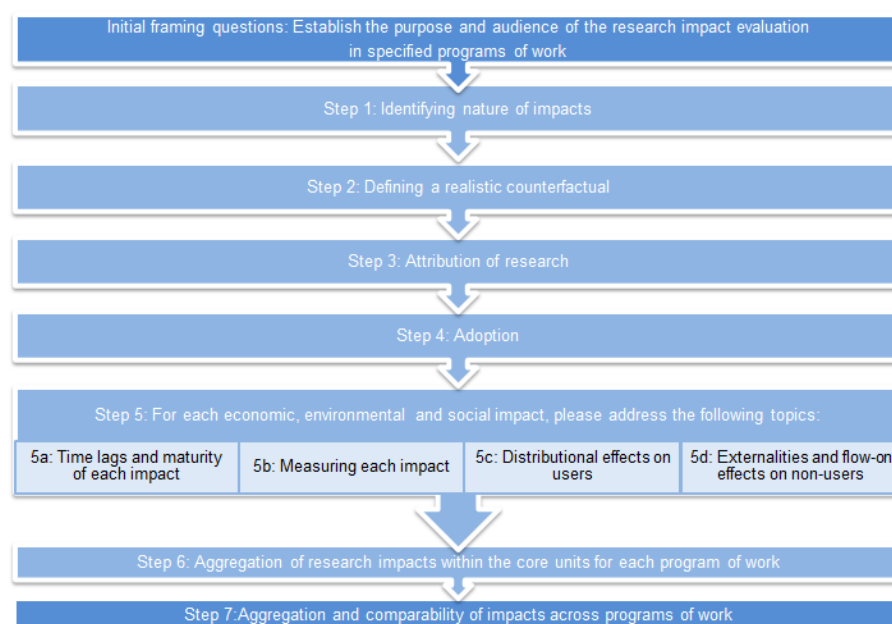 Initial framing questions: Establish the purpose and audience of the research impact evaluation
in specified programs of work
Step 1: Identifying nature of impacts
Step 2: Defining a realistic counterfactual
Step 3: Attribution of research
Step 4: Adoption
Step 5: For each economic, environmental and social impact, please address the following topics:
5a: Time lags and maturity
of each impact
5b: Measuring each impact
5c: Distributional effects on
users
5d: Externalities and flow-on
effects on non-users
Step 6: Aggregation of research impacts within the core units for each program of work
Step 7:Aggregation and comparability of impacts across programs of work